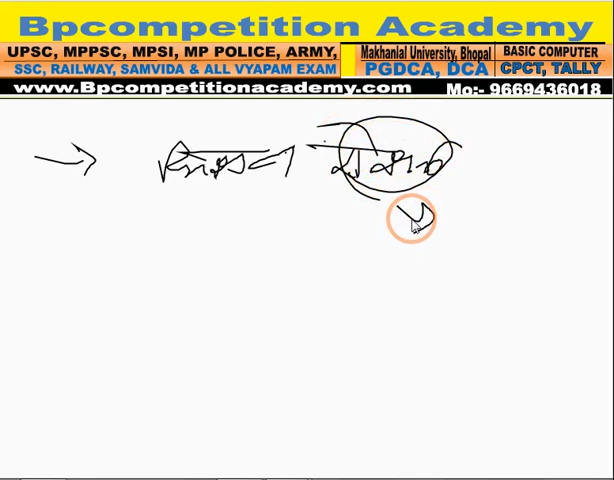 Bpcompetition Academy
UPSC, MPPSC, MPSI, MP POLICE, ARMY,
SSC, RAILWAY, SAMVIDA & ALL VYAPAM EXAM
Makhanlal University, Bhopal
PGDCA, DCA
BASIC COMPUTER
CPCT, TALLY
www.Bpcompetitionacademy.com Mo:- 9669436018